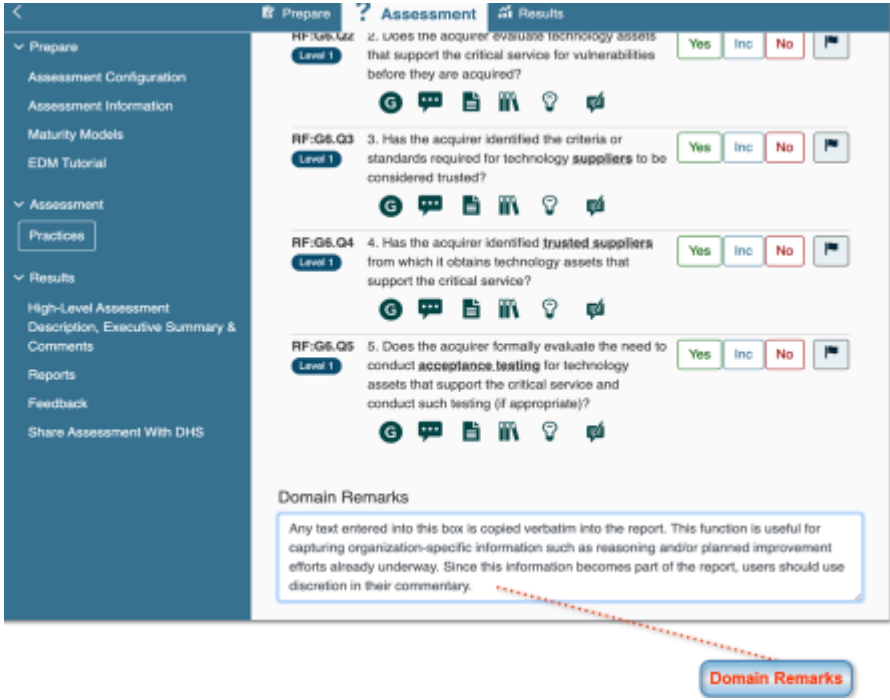 Prepare
? Assessment
Results
Prepare
Assessment Configuration
Assessment Information
Maturity Models
EDM Tutorial
Assessment
Practices
Results
High-Level Assessment
Description, Executive Summary &
Comments
Reports
Feedback
Share Assessment With DHS
RF:G6.Q2 2. Does the acquirer evaluate technology assets
Level 1 that support the critical service for vulnerabilities
before they are acquired?
Yes Inc No
G
RF:G6.Q3 3. Has the acquirer identified the criteria or
Level 1 standards required for technology suppliers to be
considered trusted?
Yes Inc No
G
RF:G6.Q4 4. Has the acquirer identified trusted suppliers
Level 1 from which it obtains technology assets that
support the critical service?
Yes Inc No
G
RF:G6.Q5 5. Does the acquirer formally evaluate the need to
Level 1 conduct acceptance testing for technology
assets that support the critical service and
conduct such testing (if appropriate)?
Yes Inc No
G
Domain Remarks
Any text entered into this box is copied verbatim into the report. This function is useful for
capturing organization-specific information such as reasoning and/or planned improvement
efforts already underway. Since this information becomes part of the report, users should use
discretion in their commentary.
Domain Remarks